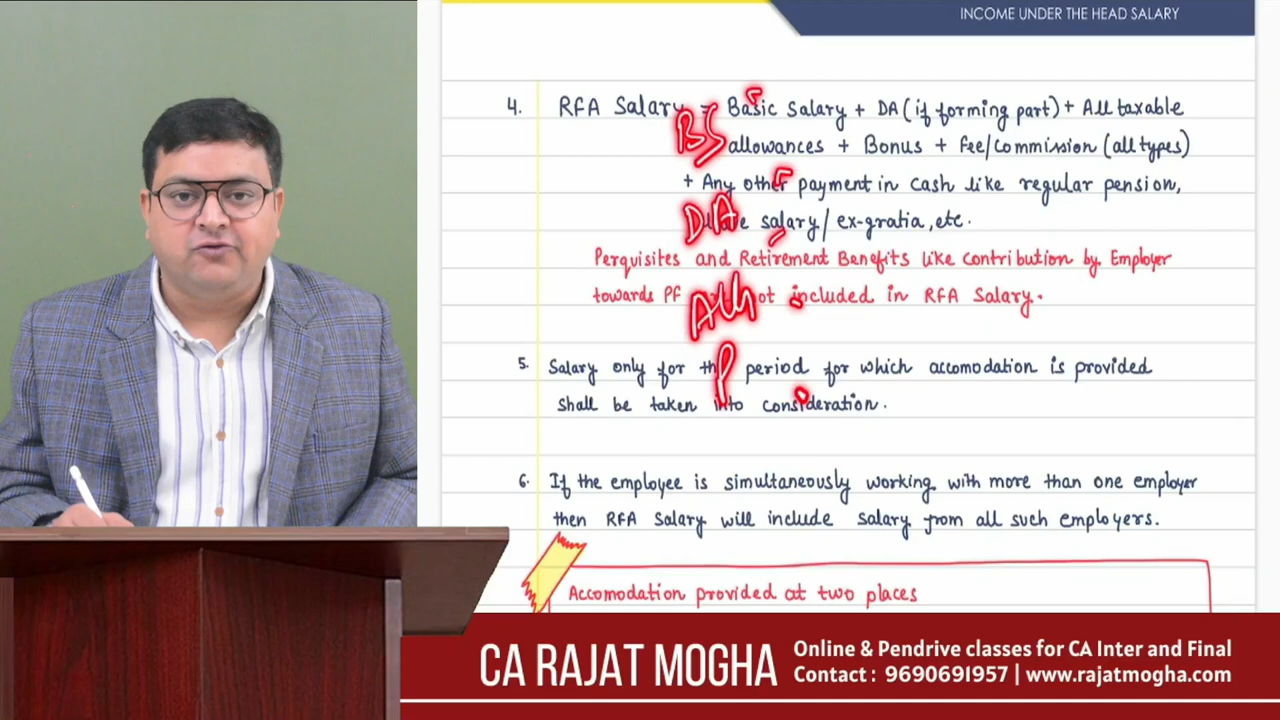 INCOME UNDER THE HEAD SALARY
4. RFA Salary = Basic Salary + DA (if forming part) + All taxable
allowances + Bonus + Fee/Commission (all types)
+ Any other payment in cash like regular pension,
salary/ ex-gratia, etc.
Perquisites and Retirement Benefits like contribution by Employer
towards PF not included in RFA Salary.
BS
DA
5. Salary only for the period for which accomodation is provided
shall be taken into consideration.
6. If the employee is simultaneously working with more than one employer
then RFA Salary will include salary from all such employers.
Accomodation provided at two places
CA RAJAT MOGHA
Online & Pendrive classes for CA Inter and Final
Contact : 9690691957 | www.rajatmogha.com